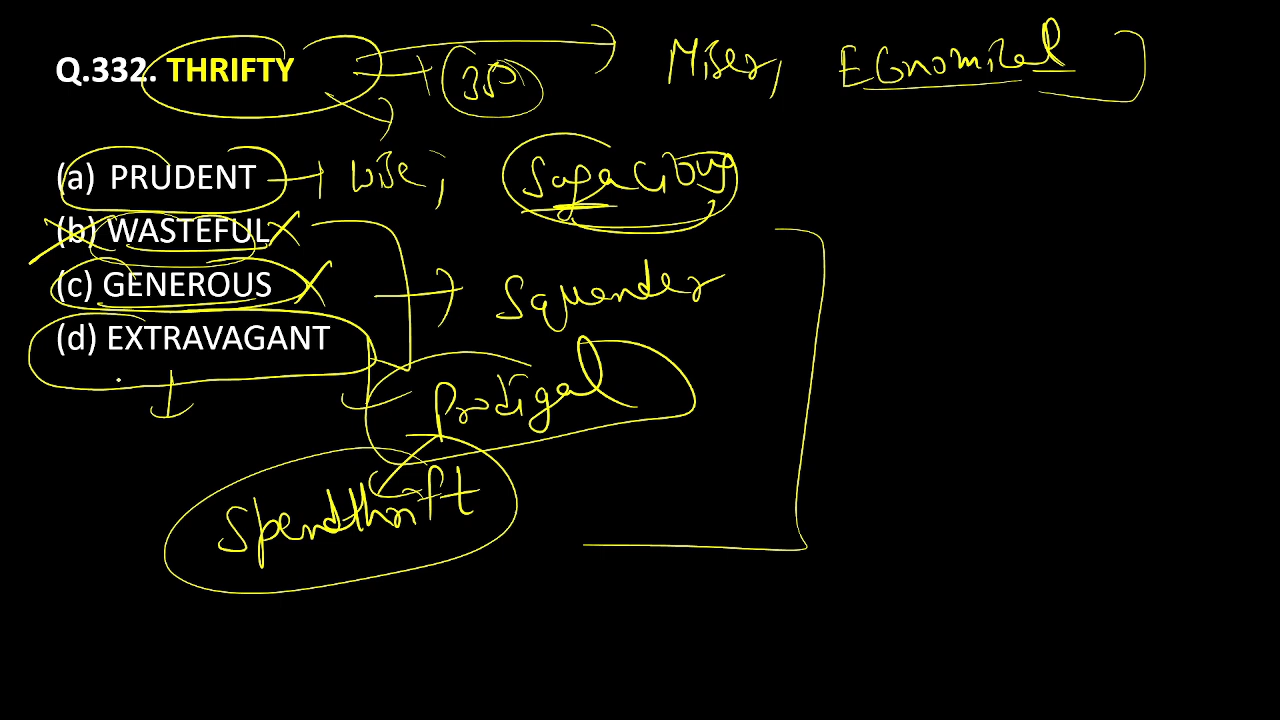 Q.332. THRIFTY Miser, Economical
(a) PRUDENT wise; Sagacious
(b) WASTEFUL
(c) GENEROUS Squander
(d) EXTRAVAGANT
Prodigal
Spendthrift